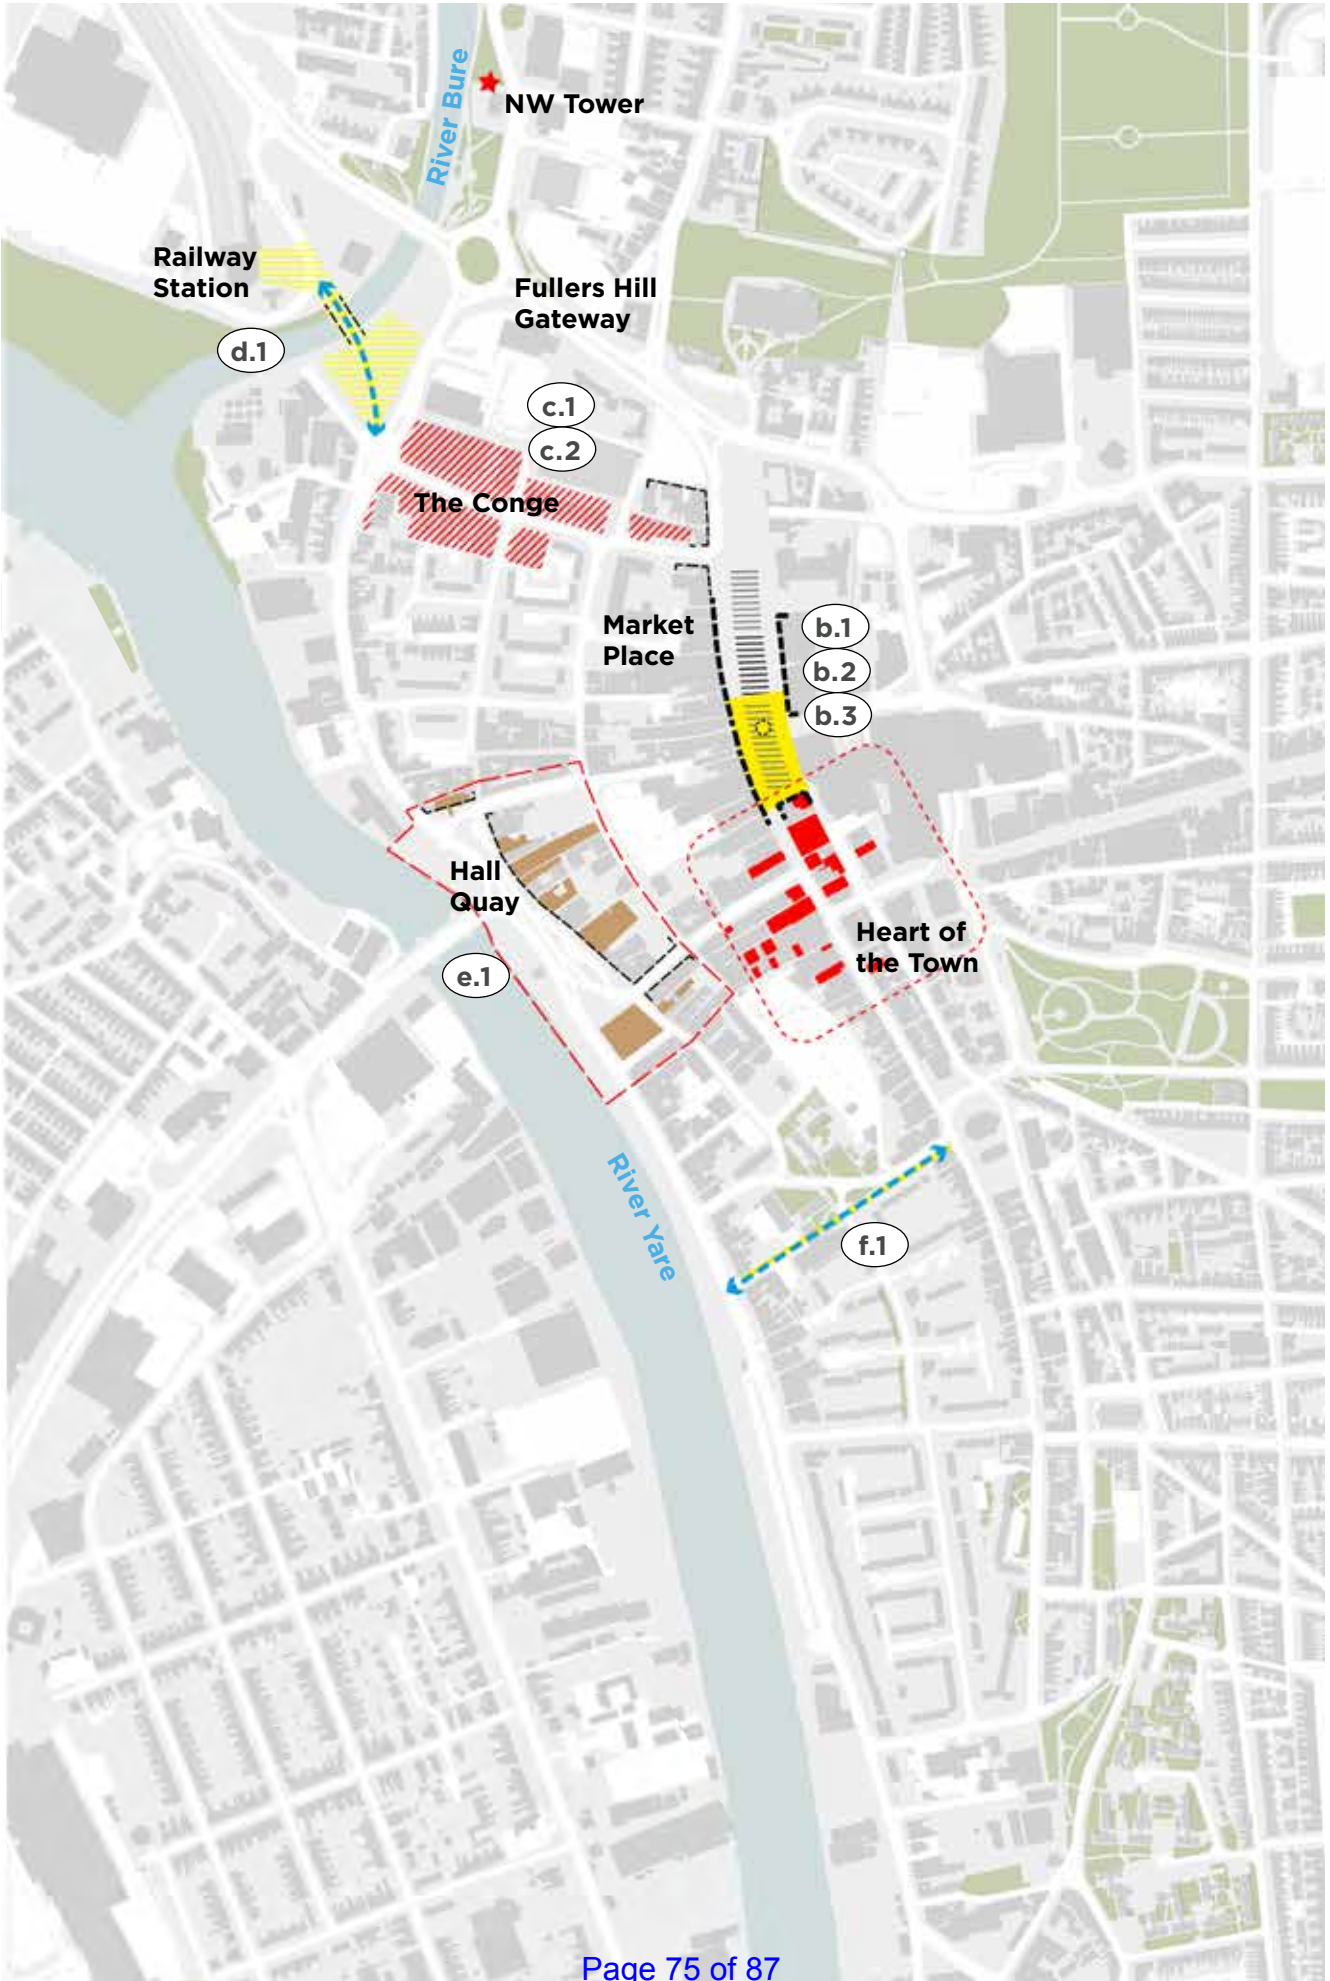 River Bure
NW Tower
Railway
Station
Fullers Hill
Gateway
d.1
c.1
c.2
The Conge
Market
Place
b.1
b.2
b.3
Hall
Quay
Heart of
the Town
e.1
River Yare
f.1
Page 75 of 87